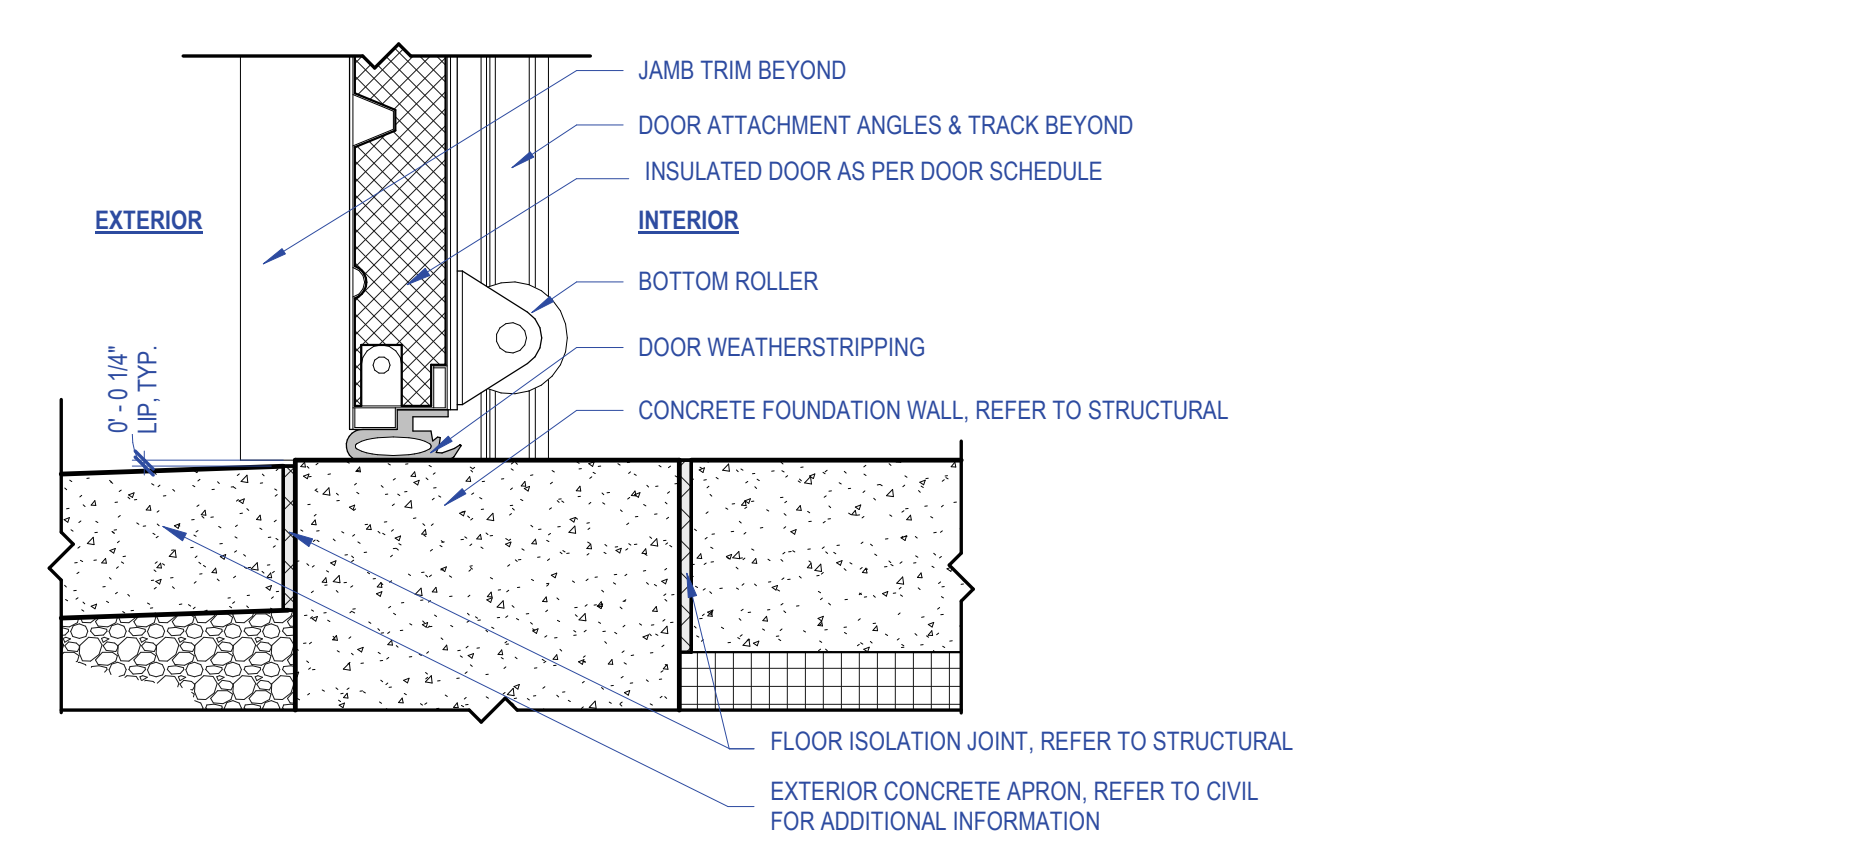 JAMB TRIM BEYOND
DOOR ATTACHMENT ANGLES & TRACK BEYOND
INSULATED DOOR AS PER DOOR SCHEDULE
EXTERIOR
INTERIOR
BOTTOM ROLLER
DOOR WEATHERSTRIPPING
0' - 0 1/4"
LIP, TYP.
CONCRETE FOUNDATION WALL, REFER TO STRUCTURAL
FLOOR ISOLATION JOINT, REFER TO STRUCTURAL
EXTERIOR CONCRETE APRON, REFER TO CIVIL
FOR ADDITIONAL INFORMATION